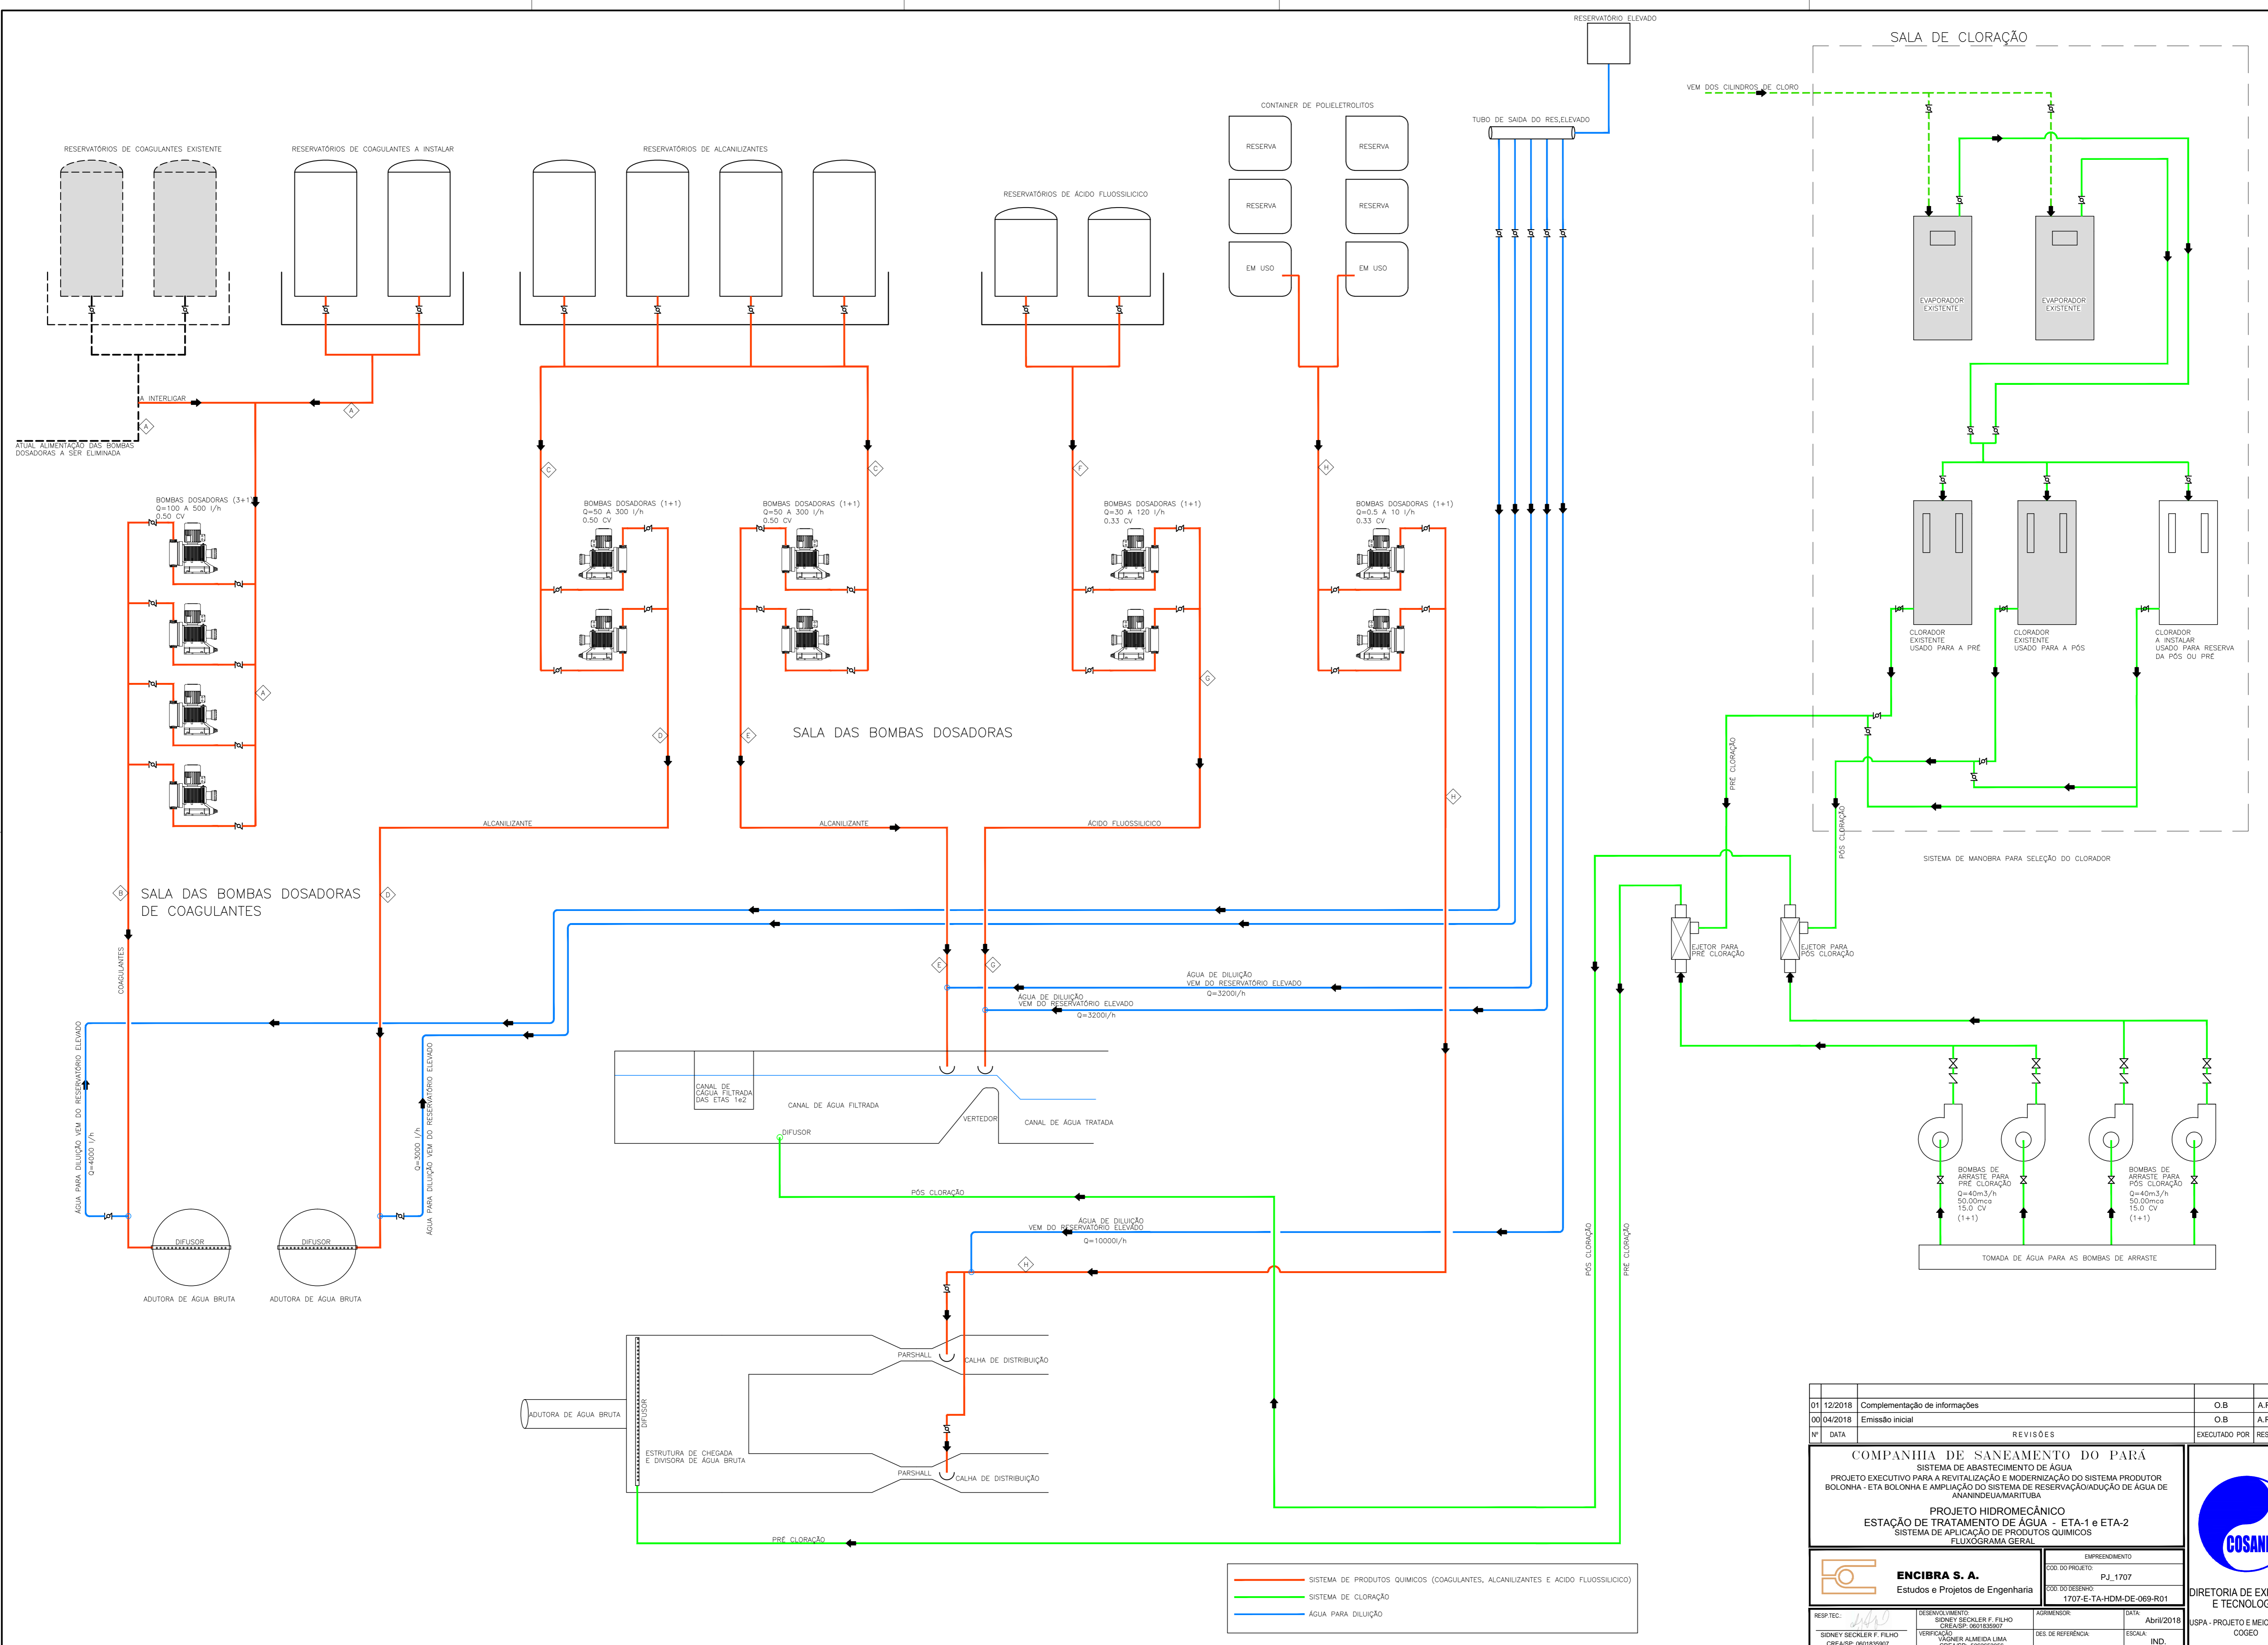 RESERVATÓRIO ELEVADO
SALA DE CLORAÇÃO
VEM DOS CILINDROS DE CLORO
CONTAINER DE POLIELETROLITOS
TUBO DE SAIDA DO RES.ELEVADO
RESERVATÓRIOS DE COAGULANTES EXISTENTE
RESERVATÓRIOS DE COAGULANTES A INSTALAR
RESERVATÓRIOS DE ALCANILIZANTES
RESERVATÓRIOS DE ÁCIDO FLUOSSILICICO
RESERVA
RESERVA
RESERVA
RESERVA
EM USO
EM USO
EVAPORADOR
EXISTENTE
EVAPORADOR
EXISTENTE
A INTERLIGAR
A
A
ATUAL ALIMENTAÇÃO DAS BOMBAS
DOSADORAS A SER ELIMINADA
C
C
F
H
BOMBAS DOSADORAS (3+1)
Q=100 A 500 l/h
0.50 CV
BOMBAS DOSADORAS (1+1)
Q=50 A 300 l/h
0.50 CV
BOMBAS DOSADORAS (1+1)
Q=50 A 300 l/h
0.50 CV
BOMBAS DOSADORAS (1+1)
Q=30 A 120 l/h
0.33 CV
BOMBAS DOSADORAS (1+1)
Q=0.5 A 10 l/h
0.33 CV
CLORADOR
EXISTENTE
USADO PARA A PRÉ
CLORADOR
EXISTENTE
USADO PARA A PÓS
CLORADOR
A INSTALAR
USADO PARA RESERVA
DA PÓS OU PRÉ
A
G
D
E
SALA DAS BOMBAS DOSADORAS
PRÉ CLORAÇÃO
H
PÓS CLORAÇÃO
ALCANILIZANTE
ALCANILIZANTE
ÁCIDO FLUOSSILICICO
SISTEMA DE MANOBRA PARA SELEÇÃO DO CLORADOR
B
SALA DAS BOMBAS DOSADORAS
DE COAGULANTES
D
COAGULANTES
E
G
EJETOR PARA
PRÉ CLORAÇÃO
EJETOR PARA
PÓS CLORAÇÃO
ÁGUA DE DILUIÇÃO
VEM DO RESERVATÓRIO ELEVADO
Q=3200l/h
ÁGUA DE DILUIÇÃO
VEM DO RESERVATÓRIO ELEVADO
Q=3200l/h
ÁGUA PARA DILUIÇÃO VEM DO RESERVATÓRIO ELEVADO
Q=4000 l/h
Q=3000 l/h
ÁGUA PARA DILUIÇÃO VEM DO RESERVATÓRIO ELEVADO
CANAL DE
CÁGUA FILTRADA
DAS ETAS 1e2
CANAL DE ÁGUA FILTRADA
VERTEDOR
CANAL DE ÁGUA TRATADA
DIFUSOR
BOMBAS DE
ARRASTE PARA
PRÉ CLORAÇÃO
Q=40m3/h
50.00mca
15.0 CV
(1+1)
BOMBAS DE
ARRASTE PARA
PÓS CLORAÇÃO
Q=40m3/h
50.00mca
15.0 CV
(1+1)
PÓS CLORAÇÃO
ÁGUA DE DILUIÇÃO
VEM DO RESERVATÓRIO ELEVADO
Q=10000l/h
PÓS CLORAÇÃO
PRÉ CLORAÇÃO
TOMADA DE ÁGUA PARA AS BOMBAS DE ARRASTE
DIFUSOR
DIFUSOR
H
ADUTORA DE ÁGUA BRUTA
ADUTORA DE ÁGUA BRUTA
PARSHALL
CALHA DE DISTRIBUIÇÃO
ADUTORA DE ÁGUA BRUTA
DIFUSOR
ESTRUTURA DE CHEGADA
E DIVISORA DE ÁGUA BRUTA
PARSHALL
CALHA DE DISTRIBUIÇÃO
PRÉ CLORAÇÃO
SISTEMA DE PRODUTOS QUIMICOS (COAGULANTES, ALCANILIZANTES E ACIDO FLUOSSILICICO)
SISTEMA DE CLORAÇÃO
ÁGUA PARA DILUIÇÃO
01 12/2018 Complementação de informações O.B
00 04/2018 Emissão inicial O.B
Nº DATA REVISÕES EXECUTADO POR
COMPANHIA DE SANEAMENTO DO PARÁ
SISTEMA DE ABASTECIMENTO DE ÁGUA
PROJETO EXECUTIVO PARA A REVITALIZAÇÃO E MODERNIZAÇÃO DO SISTEMA PRODUTOR
BOLONHA - ETA BOLONHA E AMPLIAÇÃO DO SISTEMA DE RESERVAÇÃO/ADUÇÃO DE ÁGUA DE
ANANINDEUA/MARITUBA
PROJETO HIDROMECÂNICO
ESTAÇÃO DE TRATAMENTO DE ÁGUA - ETA-1 e ETA-2
SISTEMA DE APLICAÇÃO DE PRODUTOS QUIMICOS
FLUXOGRAMA GERAL
ENCIBRA S. A.
Estudos e Projetos de Engenharia
EMPREENDIMENTO
COD. DO PROJETO:
PJ_1707
COD. DO DESENHO:
1707-E-TA-HDM-DE-069-R01
RESP.TEC.:
SIDNEY SECKLER F. FILHO
CREA/SP: 0601835907
DESENVOLVIMENTO:
SIDNEY SECKLER F. FILHO
CREA/SP: 0601835907
VERIFICAÇÃO
VAGNER ALMEIDA LIMA
AGRIMENSOR:
DES. DE REFERÊNCIA:
DATA:
Abril/2018
ESCALA:
IND.
DIRETORIA DE
E
USPA - PROJETO E
COGEO